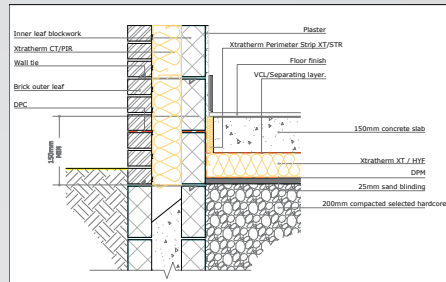 Inner leaf blockwork
Xtratherm CT/PIR
Wall tie
Brick outer leaf
DPC
150mm
MIN
Plaster
Xtratherm Perimeter Strip XT/STR
Floor finish
VCL/Separating layer.
150mm concrete slab
Xtratherm XT / HYF
DPM
25mm sand blinding
200mm compacted selected hardcore